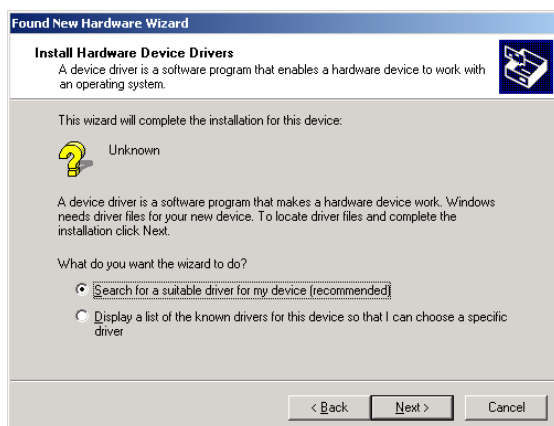 Found New Hardware Wizard
Install Hardware Device Drivers
A device driver is a software program that enables a hardware device to work with
an operating system.
This wizard will complete the installation for this device:
Unknown
A device driver is a software program that makes a hardware device work. Windows
needs driver files for your new device. To locate driver files and complete the
installation click Next.
What do you want the wizard to do?
Search for a suitable driver for my device (recommended)
Display a list of the known drivers for this device so that I can choose a specific
driver
< Back
Next >
Cancel